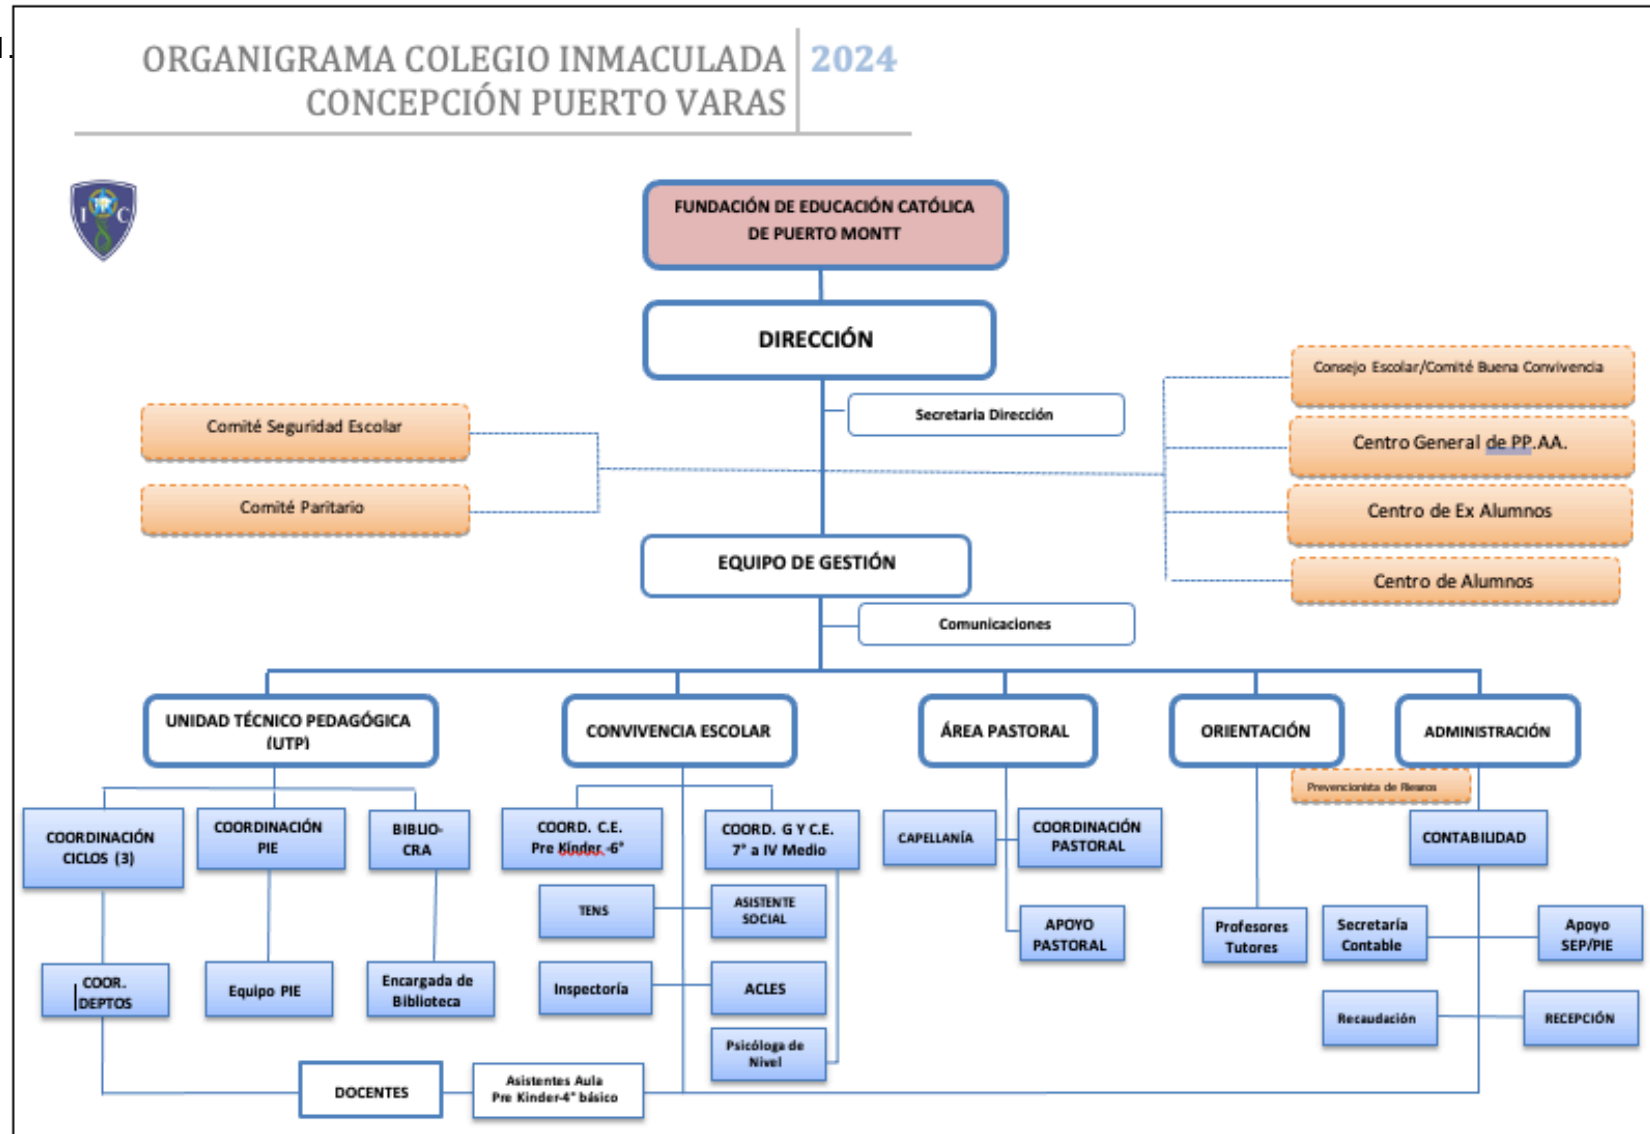 1.
ORGANIGRAMA COLEGIO INMACULADA
CONCEPCIÓN PUERTO VARAS
2024
I C
FUNDACIÓN DE EDUCACIÓN CATÓLICA
DE PUERTO MONTT
DIRECCIÓN
Secretaria Dirección
Comité Seguridad Escolar
Comité Paritario
Consejo Escolar/Comité Buena Convivencia
Centro General de PP.AA.
Centro de Ex Alumnos
Centro de Alumnos
EQUIPO DE GESTIÓN
Comunicaciones
UNIDAD TÉCNICO PEDAGÓGICA
(UTP)
CONVIVENCIA ESCOLAR
ÁREA PASTORAL
ORIENTACIÓN
ADMINISTRACIÓN
Prevencionista de Riesgos
COORDINACIÓN
CICLOS (3)
COORDINACIÓN
PIE
BIBLIO-
CRA
COORD. C.E.
Pre Kinder -6°
COORD. G Y C.E.
7° a IV Medio
CAPELLANÍA
COORDINACIÓN
PASTORAL
CONTABILIDAD
TENS
ASISTENTE
SOCIAL
APOYO
PASTORAL
Profesores
Tutores
Secretaría
Contable
Apoyo
SEP/PIE
COOR.
DEPTOS
Equipo PIE
Encargada de
Biblioteca
Inspectoría
ACLES
Recaudación
RECEPCIÓN
Psicóloga de
Nivel
DOCENTES
Asistentes Aula
Pre Kinder-4° básico